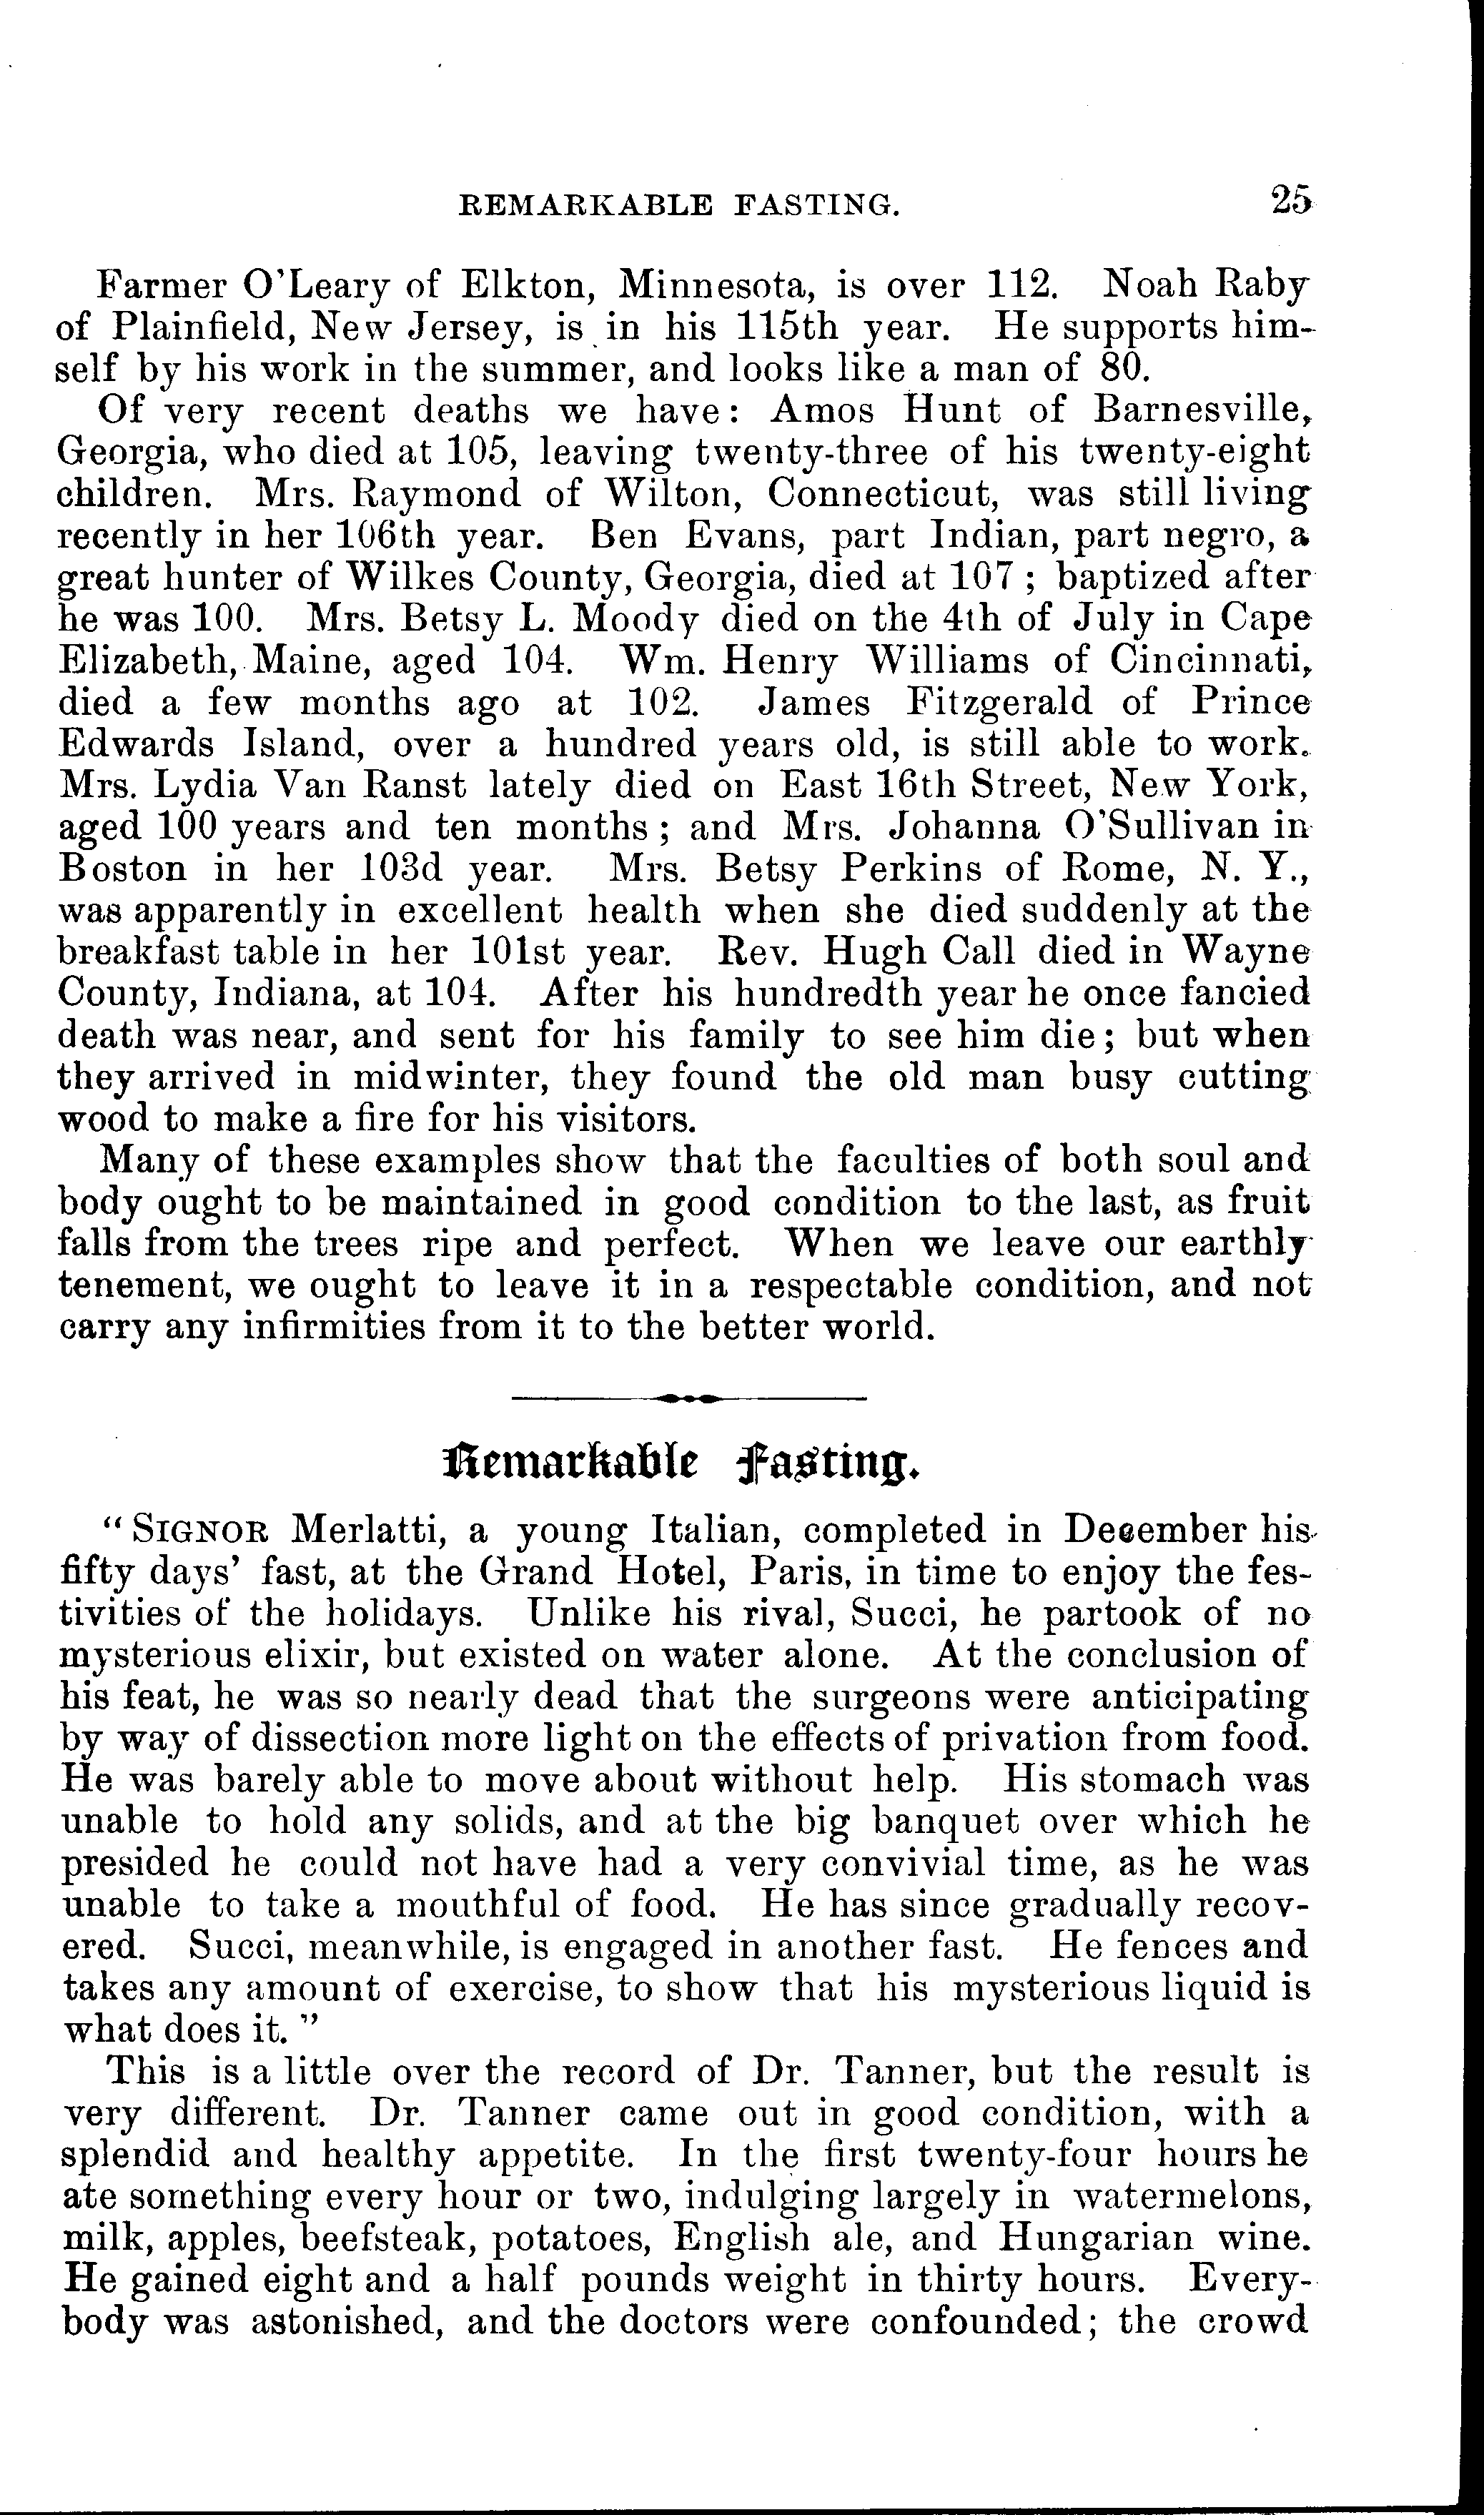 REMARKABLE FASTING. 25
Farmer O'Leary of Elkton, Minnesota, is over 112. Noah Raby
of Plainfield, New Jersey, is in his 115th year. He supports him-
self by his work in the summer, and looks like a man of 80.
Of very recent deaths we have: Amos Hunt of Barnesville,
Georgia, who died at 105, leaving twenty-three of his twenty-eight
children. Mrs. Raymond of Wilton, Connecticut, was still living
recently in her 106th year. Ben Evans, part Indian, part negro, a
great hunter of Wilkes County, Georgia, died at 107; baptized after
he was 100. Mrs. Betsy L. Moody died on the 4th of July in Cape
Elizabeth, Maine, aged 104. Wm. Henry Williams of Cincinnati,
died a few months ago at 102. James Fitzgerald of Prince
Edwards Island, over a hundred years old, is still able to work.
Mrs. Lydia Van Ranst lately died on East 16th Street, New York,
aged 100 years and ten months; and Mrs. Johanna O'Sullivan in
Boston in her 103d year. Mrs. Betsy Perkins of Rome, N. Y.,
was apparently in excellent health when she died suddenly at the
breakfast table in her 101st year. Rev. Hugh Call died in Wayne
County, Indiana, at 104. After his hundredth year he once fancied
death was near, and sent for his family to see him die; but when
they arrived in midwinter, they found the old man busy cutting
wood to make a fire for his visitors.
Many of these examples show that the faculties of both soul and
body ought to be maintained in good condition to the last, as fruit
falls from the trees ripe and perfect. When we leave our earthly
tenement, we ought to leave it in a respectable condition, and not
carry any infirmities from it to the better world.
Remarkable Fasting.
"SIGNOR Merlatti, a young Italian, completed in December his
fifty days' fast, at the Grand Hotel, Paris, in time to enjoy the fes-
tivities of the holidays. Unlike his rival, Succi, he partook of no
mysterious elixir, but existed on water alone. At the conclusion of
his feat, he was so nearly dead that the surgeons were anticipating
by way of dissection more light on the effects of privation from food.
He was barely able to move about without help. His stomach was
unable to hold any solids, and at the big banquet over which he
presided he could not have had a very convivial time, as he was
unable to take a mouthful of food. He has since gradually recov-
ered. Succi, meanwhile, is engaged in another fast. He fences and
takes any amount of exercise, to show that his mysterious liquid is
what does it."
This is a little over the record of Dr. Tanner, but the result is
very different. Dr. Tanner came out in good condition, with a
splendid and healthy appetite. In the first twenty-four hours he
ate something every hour or two, indulging largely in watermelons,
milk, apples, beefsteak, potatoes, English ale, and Hungarian wine.
He gained eight and a half pounds weight in thirty hours. Every-
body was astonished, and the doctors were confounded; the crowd